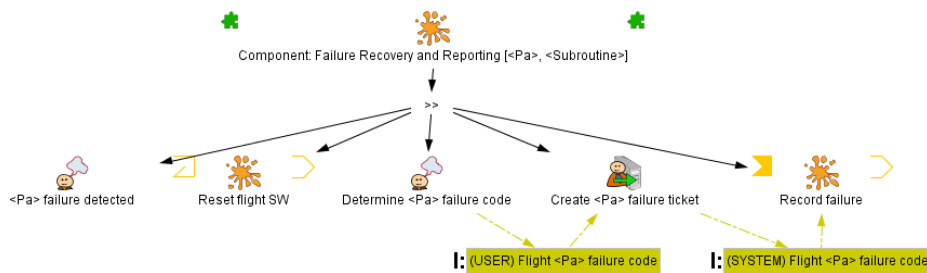 Component: Failure Recovery and Reporting [<Pa>, <Subroutine>]
>>
<Pa> failure detected
Reset flight SW
Determine <Pa> failure code
Create <Pa> failure ticket
Record failure
I: (USER) Flight <Pa> failure code
I: (SYSTEM) Flight <Pa> failure code